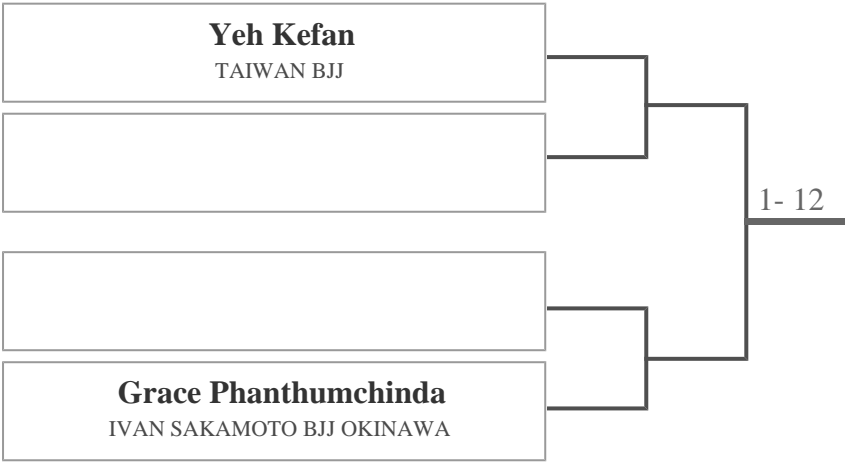 Yeh Kefan
TAIWAN BJJ
1- 12
Grace Phanthumchinda
IVAN SAKAMOTO BJJ OKINAWA